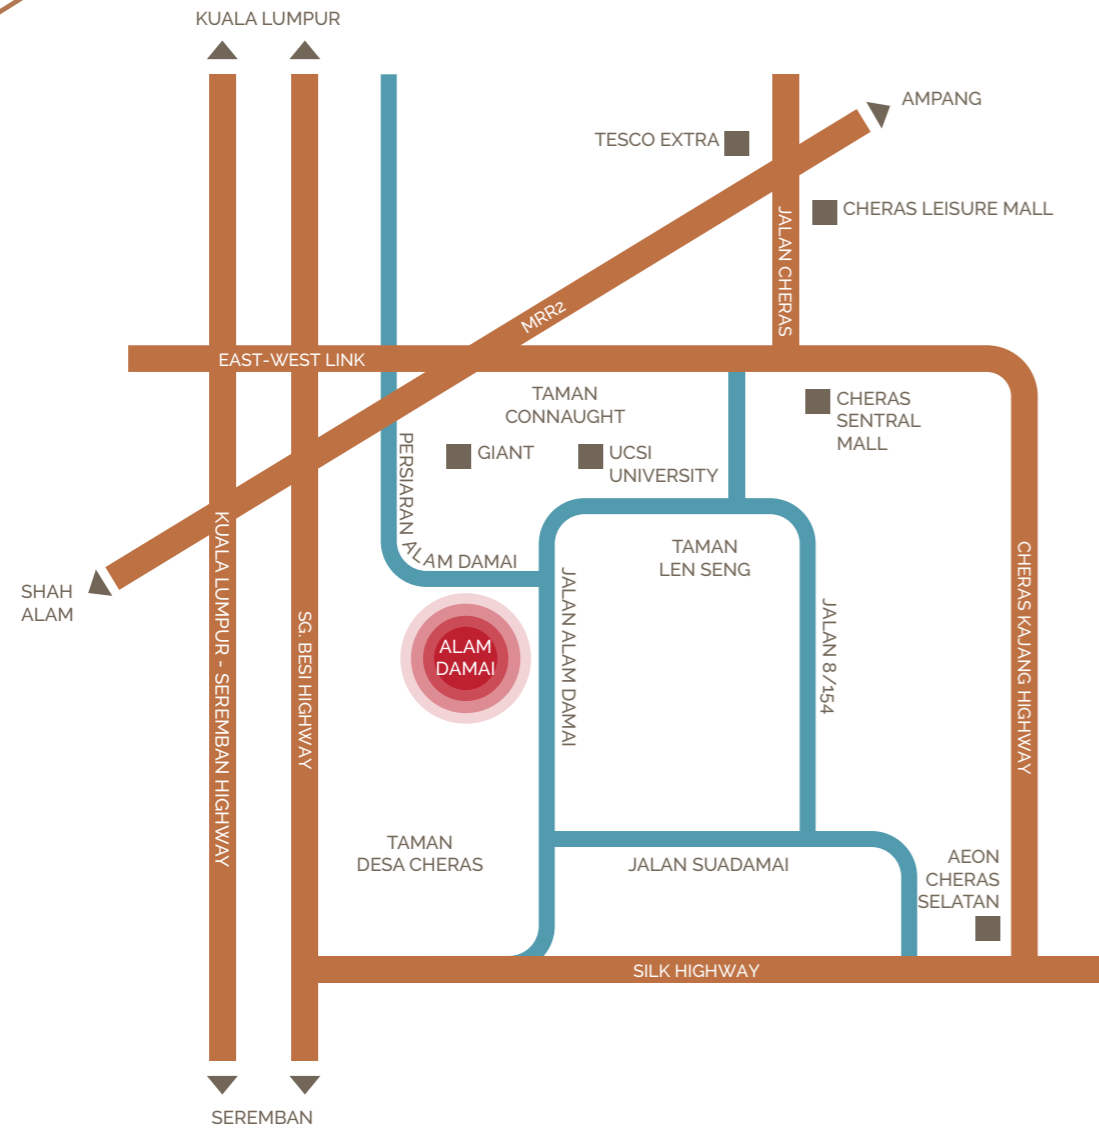 KUALA LUMPUR
AMPANG
TESCO EXTRA
CHERAS LEISURE MALL
JALAN CHERAS
MRR2
EAST-WEST LINK
TAMAN
CONNAUGHT
CHERAS
SENTRAL
MALL
GIANT
UCSI
UNIVERSITY
PERSIARAN ALAM DAMAI
TAMAN
LEN SENG
SHAH
ALAM
KUALA LUMPUR - SEREMBAN HIGHWAY
SG. BESI HIGHWAY
ALAM
DAMAI
JALAN ALAM DAMAI
JALAN 8/154
CHERAS KAJANG HIGHWAY
TAMAN
DESA CHERAS
JALAN SUADAMAI
AEON
CHERAS
SELATAN
SILK HIGHWAY
SEREMBAN